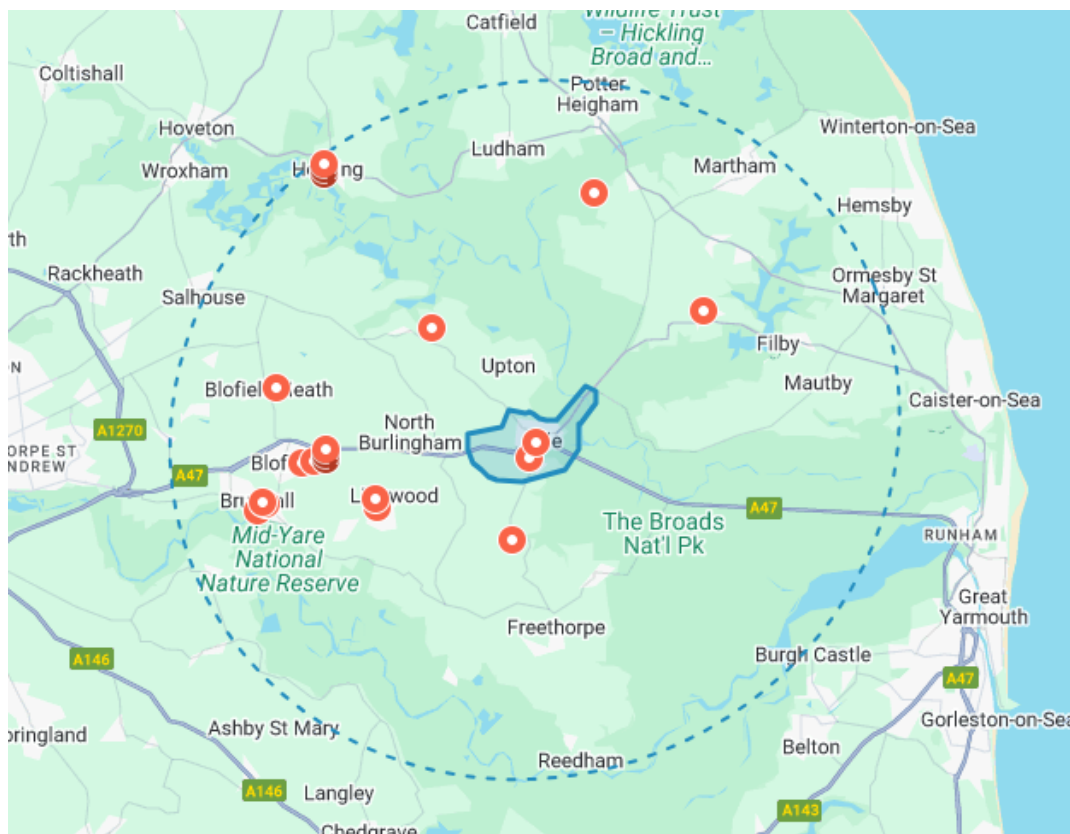 Catfield
Wildlife Trust
– Hickling
Broad and...
Coltishall
Potter
Heigham
Hoveton
Winterton-on-Sea
Ludham
Wroxham
Martham
Hemsby
Rackheath
Ormesby St
Margaret
Salhouse
Filby
Upton
Mautby
Caister-on-Sea
North
Burlingham
A1270
A47
The Broads
Nat'l Pk
A47
RUNHAM
Mid-Yare
National
Nature Reserve
Great
Yarmouth
Freethorpe
Burgh Castle
A146
A47
Gorleston-on-Sea
Ashby St Mary
Belton
Reedham
A146
Langley
A143
Chedgrave